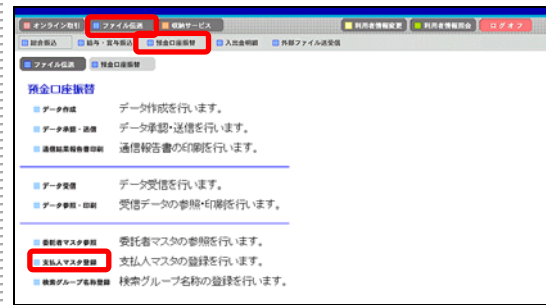 オンライン取引 ファイル伝送 収納サービス 利用者情報変更 利用者情報照会 ログオフ
総合振込 給与・賞与振込 預金口座振替 入出金明細 外部ファイル送受信
ファイル伝送 預金口座振替
預金口座振替
データ作成 データ作成を行います。
データ承認・送信 データ承認・送信を行います。
通信結果報告書印刷 通信報告書の印刷を行います。
データ受信 データ受信を行います。
データ参照・印刷 受信データの参照・印刷を行います。
委託者マスタ参照 委託者マスタの参照を行います。
支払人マスタ登録 支払人マスタの登録を行います。
検索グループ名称登録 検索グループ名称の登録を行います。